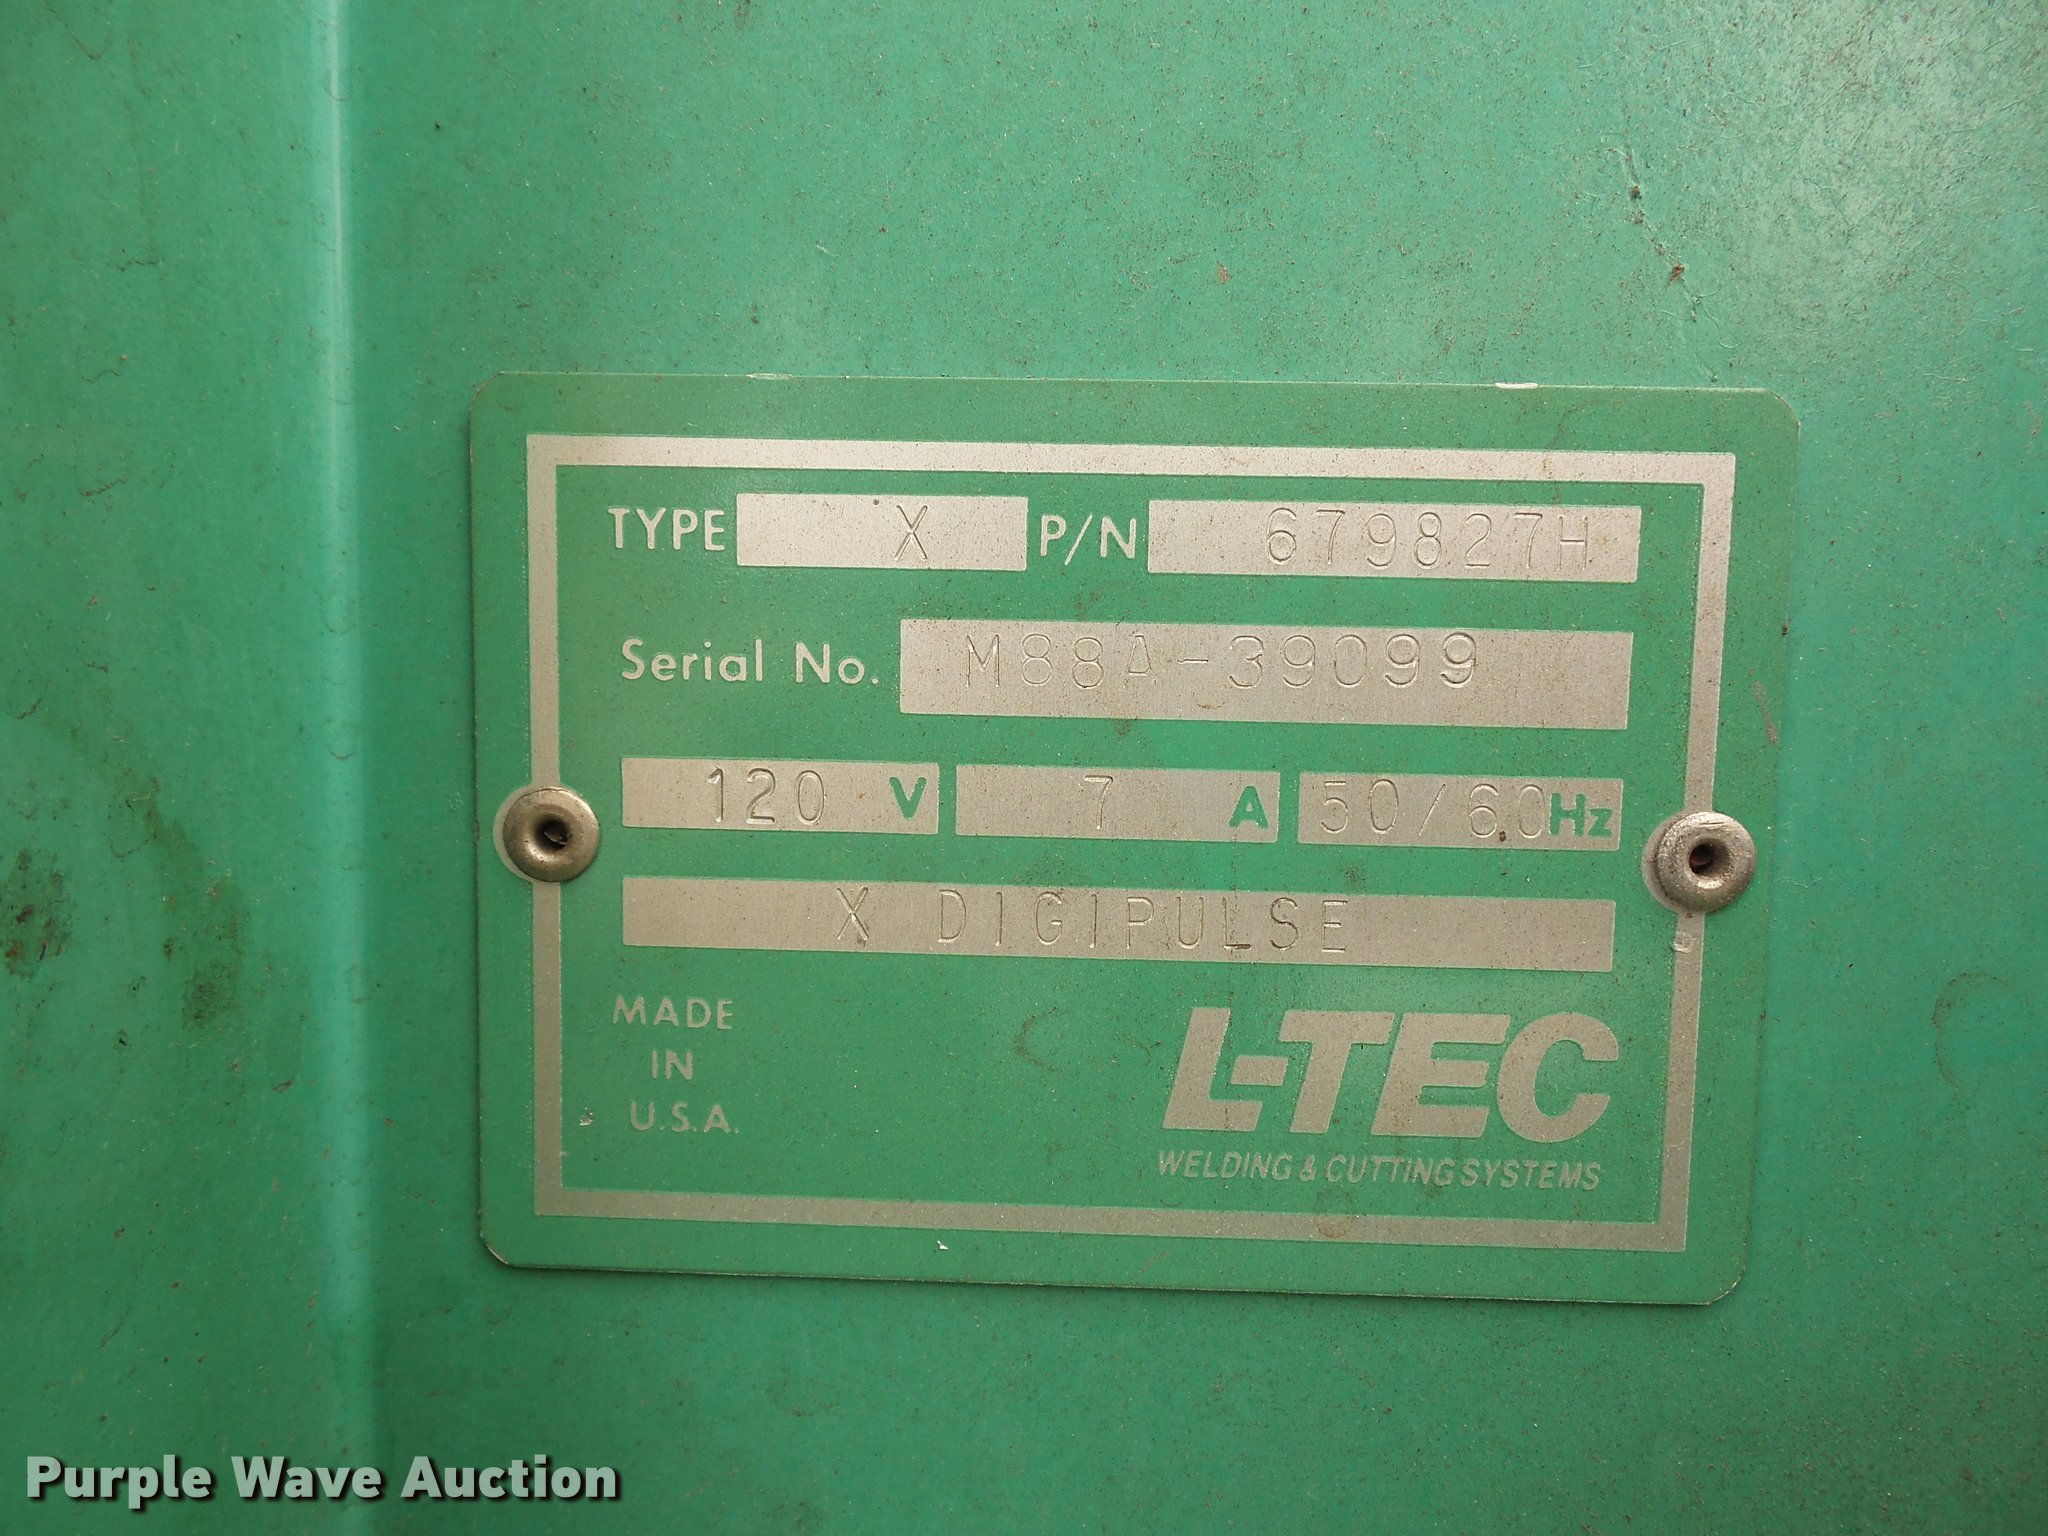 TYPE X P/N 679827H
Serial No. M88A-39099
120 V 7 A 50/60 Hz
X DIGIPULSE
MADE
IN
U.S.A.
L-TEC
WELDING & CUTTING SYSTEMS
Purple Wave Auction